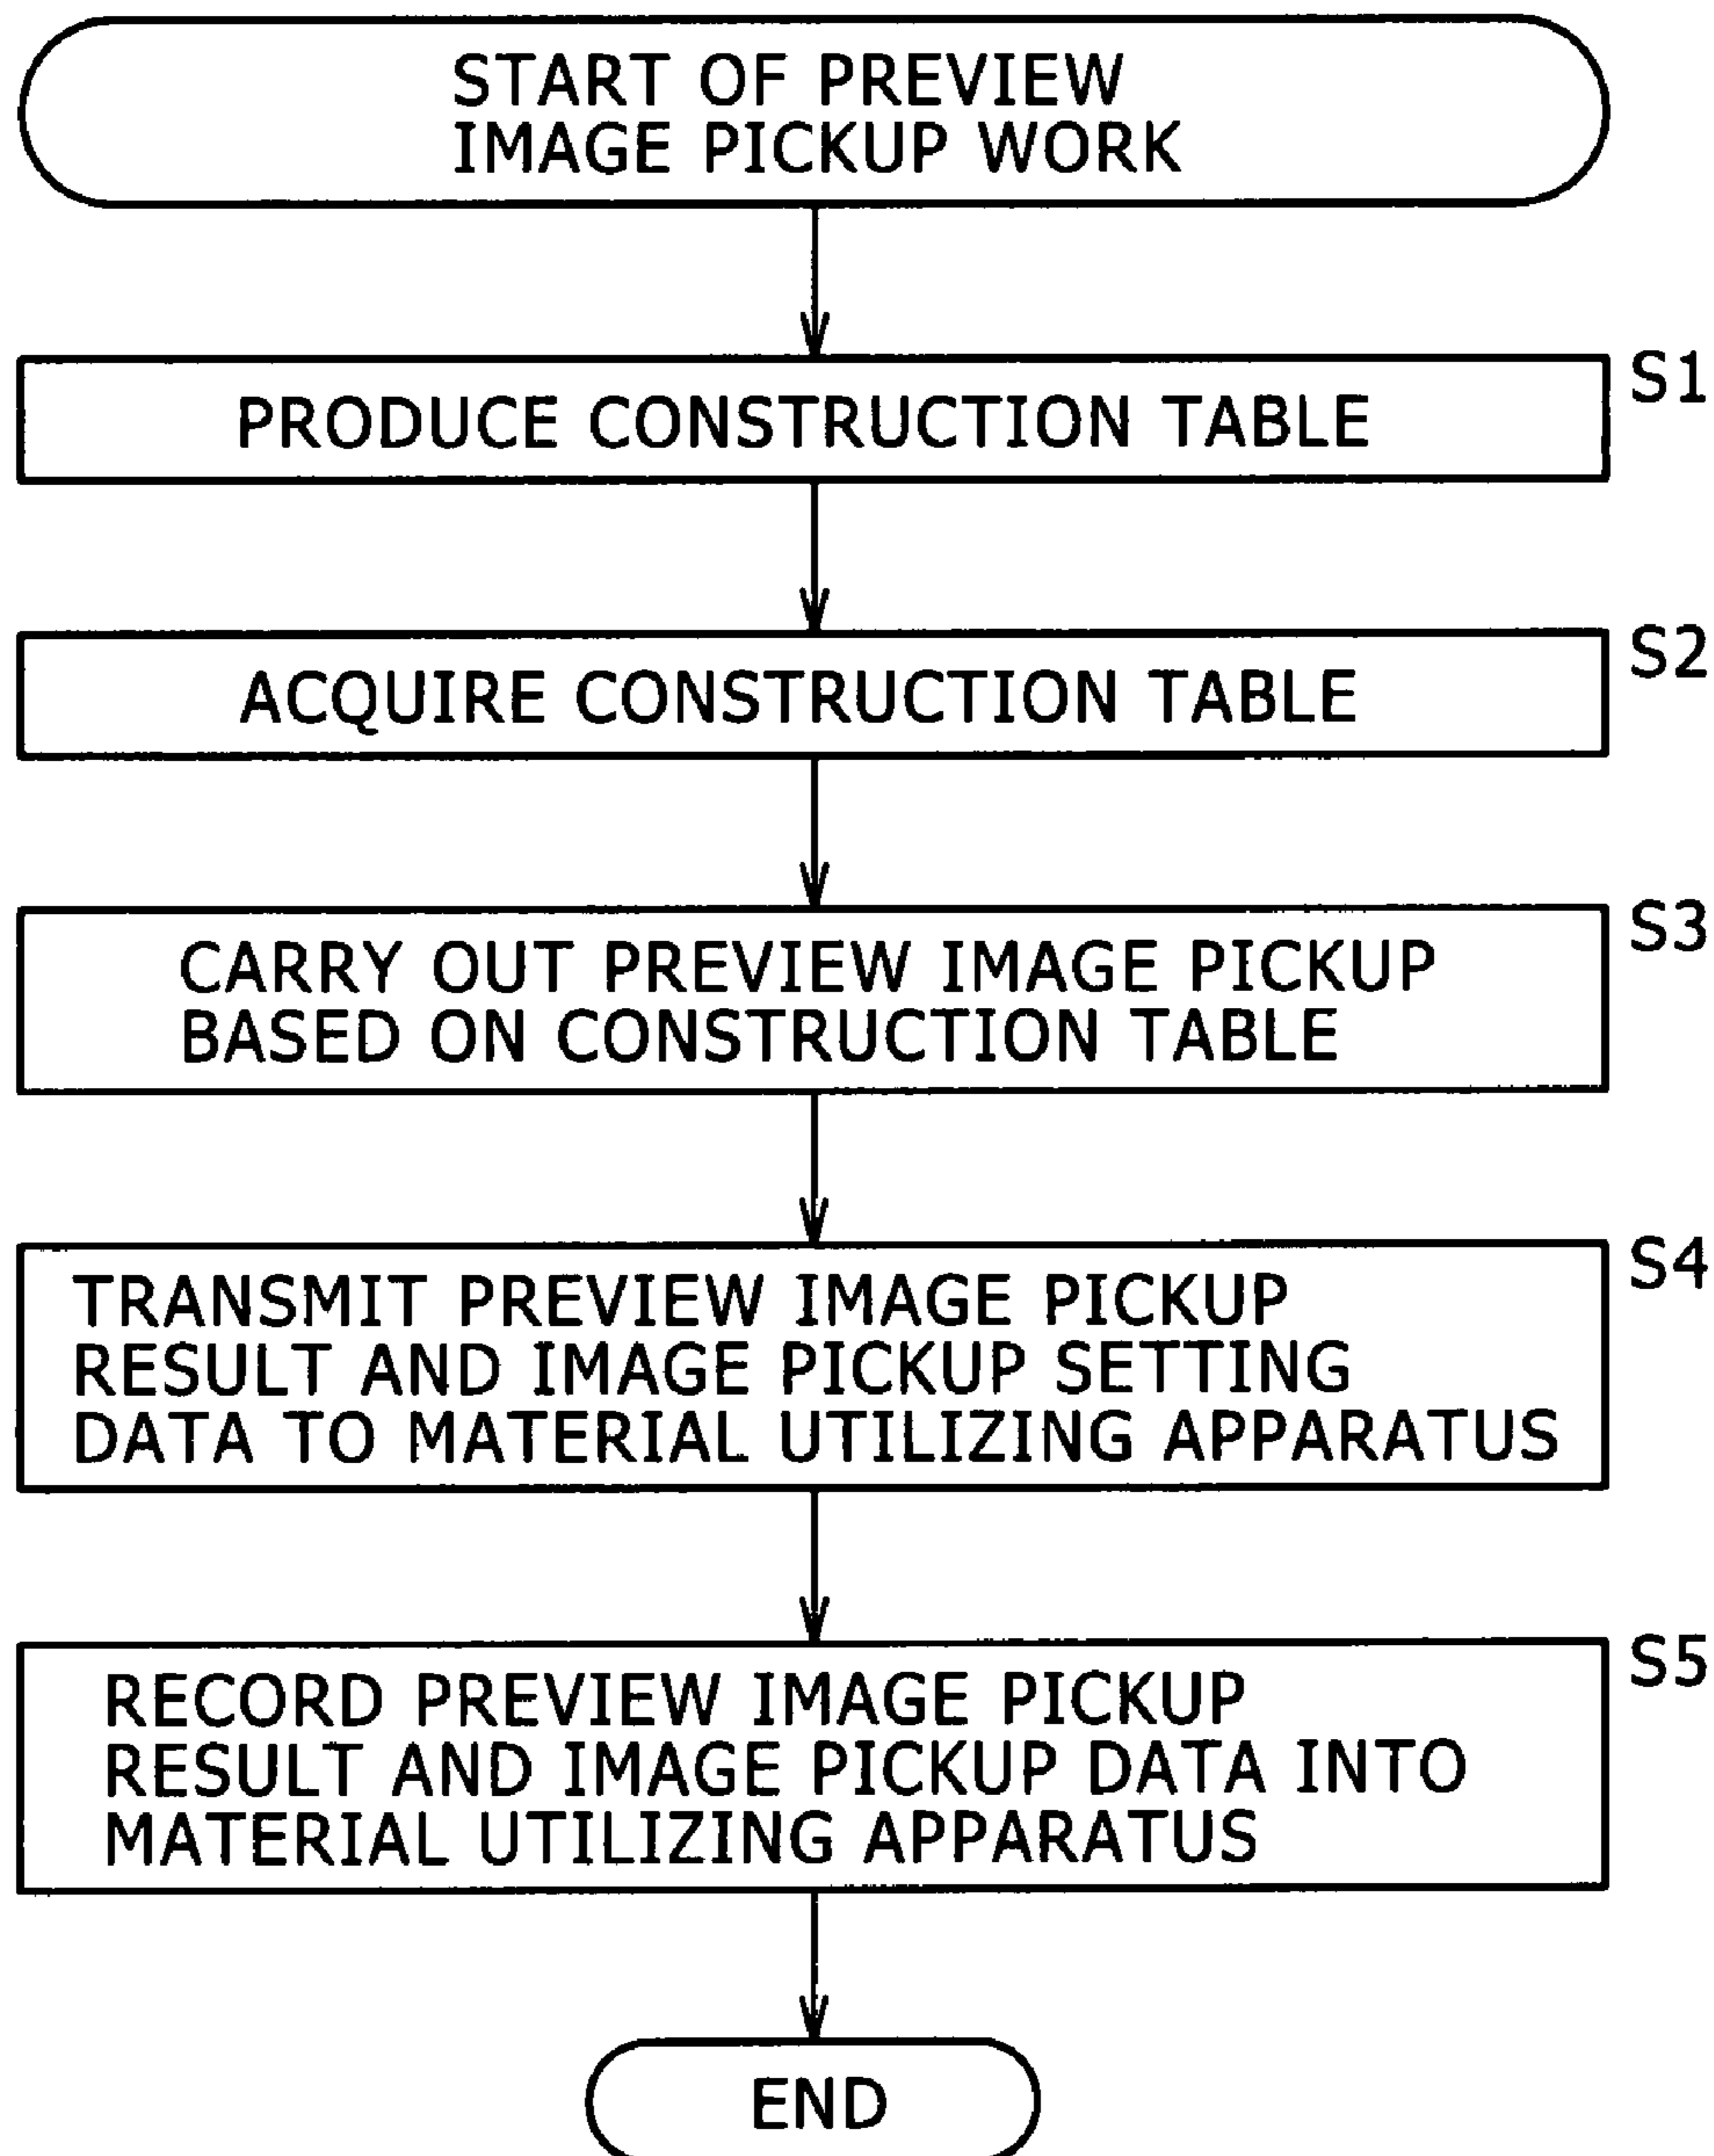 START OF PREVIEW
IMAGE PICKUP WORK
S1
PRODUCE CONSTRUCTION TABLE
S2
ACQUIRE CONSTRUCTION TABLE
S3
CARRY OUT PREVIEW IMAGE PICKUP
BASED ON CONSTRUCTION TABLE
S4
TRANSMIT PREVIEW IMAGE PICKUP
RESULT AND IMAGE PICKUP SETTING
DATA TO MATERIAL UTILIZING APPARATUS
S5
RECORD PREVIEW IMAGE PICKUP
RESULT AND IMAGE PICKUP DATA INTO
MATERIAL UTILIZING APPARATUS
END